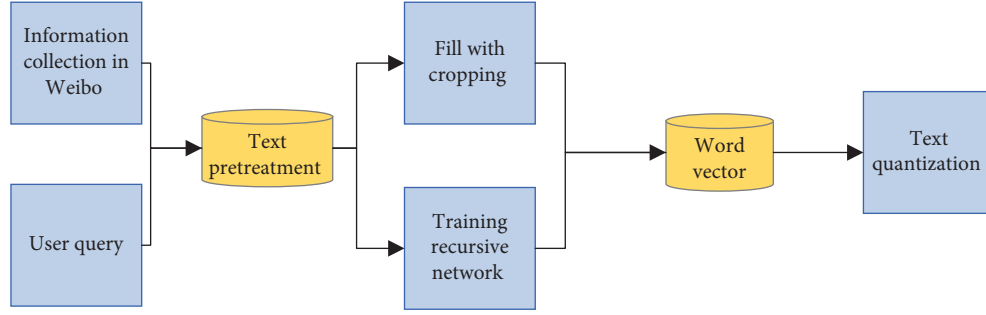 Information
collection in
Weibo
User query
Text
pretreatment
Fill with
cropping
Training
recursive
network
Word
vector
Text
quantization